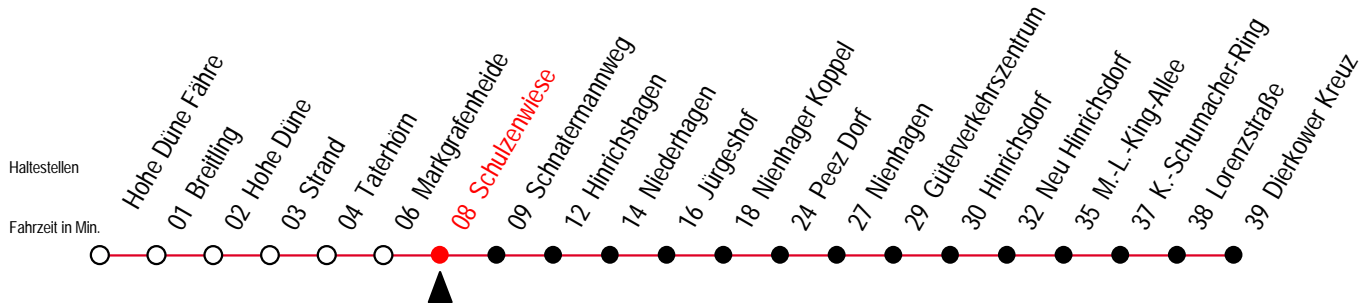 Haltestellen
Fahrzeit in Min.
Hohe Düne Fähre
01 Breitling
02 Hohe Düne
03 Strand
04 Taterhörn
06 Markgrafenheide
08 Schulzenwiese
09 Schnatermannweg
12 Hinrichshagen
14 Niederhagen
16 Jürgeshof
18 Nienhager Koppel
24 Peez Dorf
27 Nienhagen
29 Güterverkehrszentrum
30 Hinrichsdorf
32 Neu Hinrichsdorf
35 M.-L.-King-Allee
37 K.-Schumacher-Ring
38 Lorenzstraße
39 Dierkower Kreuz